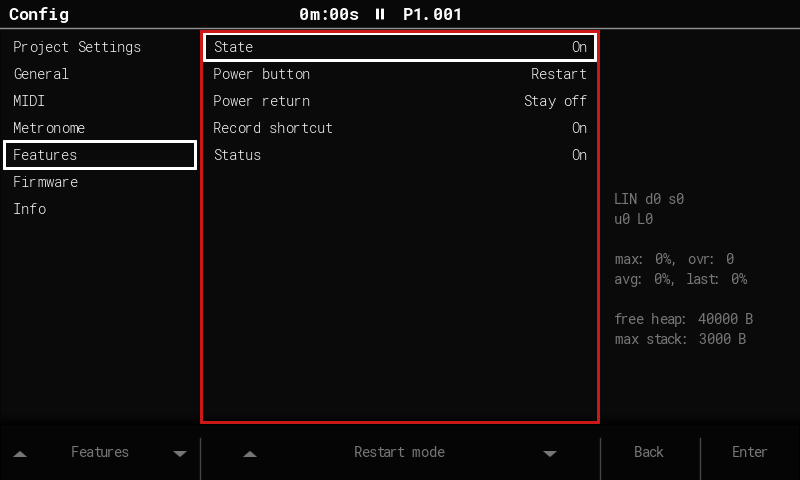 Config 0m:00s P1.001
Project Settings
General
MIDI
Metronome
Features
Firmware
Info
State On
Power button Restart
Power return Stay off
Record shortcut On
Status On
LIN d0 s0
u0 L0
max: 0%, ovr: 0
avg: 0%, last: 0%
free heap: 40000 B
max stack: 3000 B
Features Restart mode Back Enter